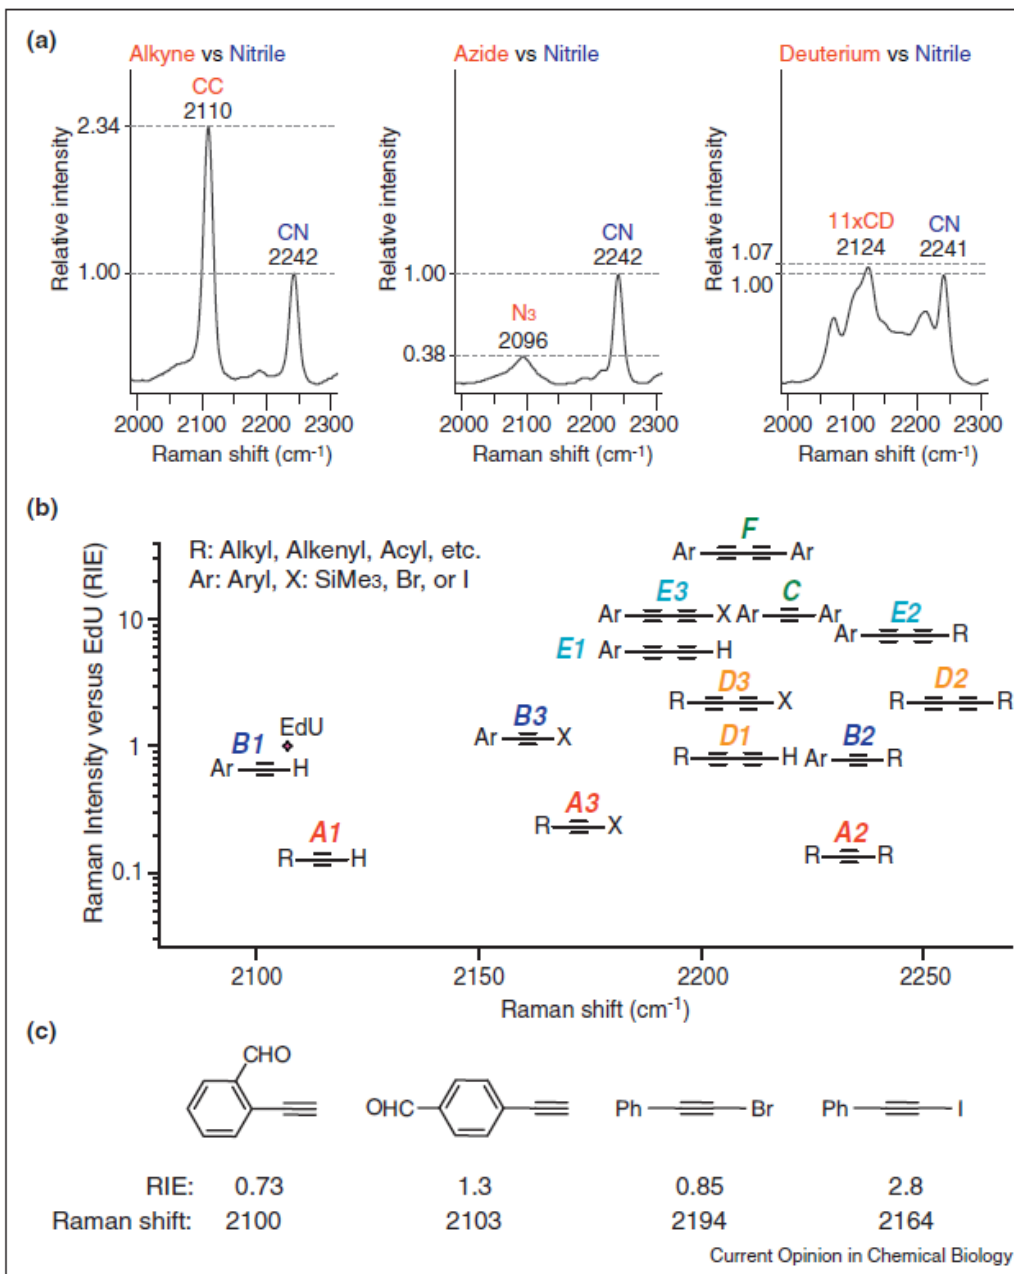 (a)
Alkyne vs Nitrile
CC
2110
2.34
CN
2242
1.00
Relative intensity
2000 2100 2200 2300
Raman shift (cm-1)
Azide vs Nitrile
CN
2242
1.00
N3
2096
0.38
Relative intensity
2000 2100 2200 2300
Raman shift (cm-1)
Deuterium vs Nitrile
11xCD
2124
CN
2241
1.07
1.00
Relative intensity
2000 2100 2200 2300
Raman shift (cm-1)
(b)
R: Alkyl, Alkenyl, Acyl, etc.
Ar: Aryl, X: SiMe3, Br, or I
Raman Intensity versus EdU (RIE)
10
1
0.1
F
Ar Ar
E3
Ar X
C
Ar Ar
E2
Ar R
E1
Ar H
D3
R X
D2
R R
B3
Ar X
D1
R H
B2
Ar R
EdU
B1
Ar H
A3
R X
A1
R H
A2
R R
2100 2150 2200 2250
Raman shift (cm-1)
(c)
CHO
OHC
Ph Br
Ph I
RIE: 0.73 1.3 0.85 2.8
Raman shift: 2100 2103 2194 2164
Current Opinion in Chemical Biology